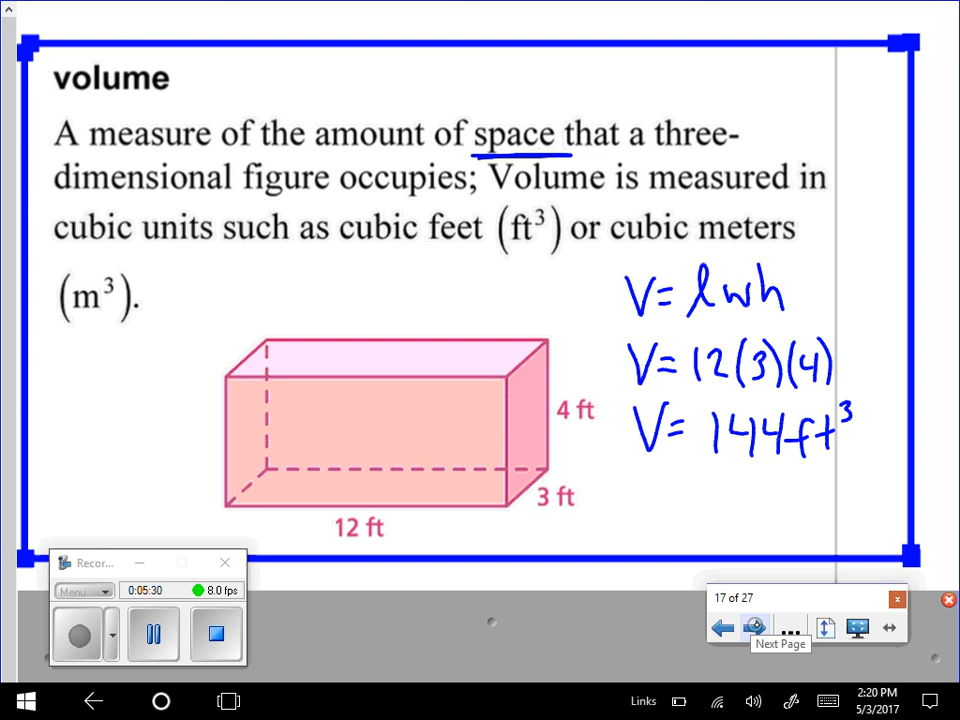 volume
A measure of the amount of space that a three-
dimensional figure occupies; Volume is measured in
cubic units such as cubic feet (ft³) or cubic meters
(m³).
V= lwh
V= 12(3)(4)
V= 144ft³
4 ft
3 ft
12 ft
Recor...
Menu
0:05:30
8.0 fps
17 of 27
...
Next Page
Links
2:20 PM
5/3/2017